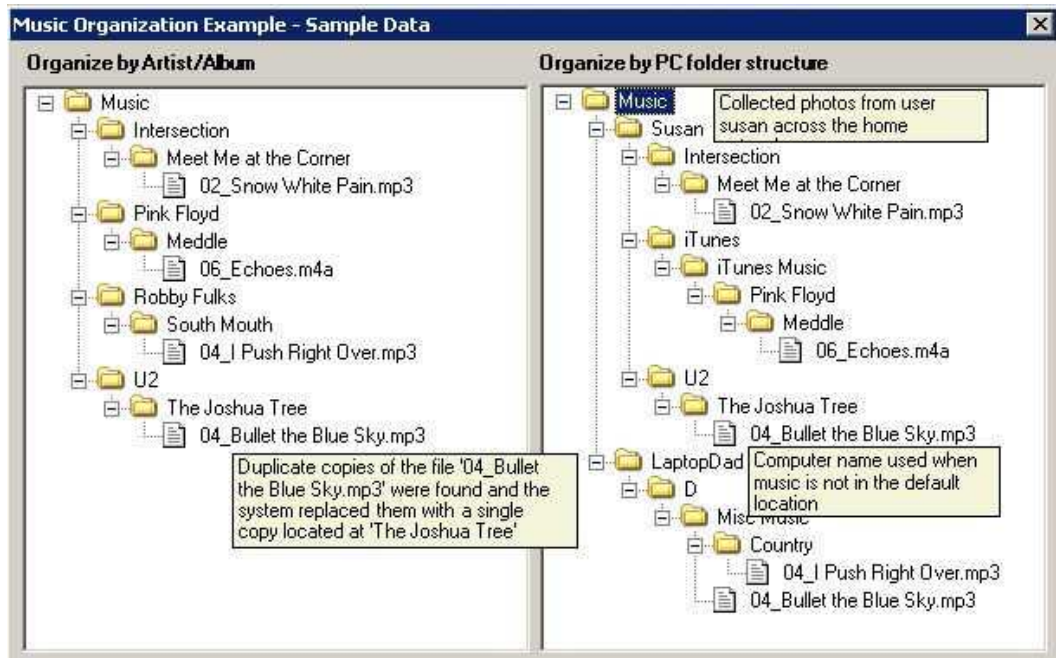 Music Organization Example - Sample Data
Organize by Artist/Album
Music
Intersection
Meet Me at the Corner
02_Snow White Pain.mp3
Pink Floyd
Meddle
06_Echoes.m4a
Robby Fulks
South Mouth
04_I Push Right Over.mp3
U2
The Joshua Tree
04_Bullet the Blue Sky.mp3
Duplicate copies of the file '04_Bullet
the Blue Sky.mp3' were found and the
system replaced them with a single
copy located at 'The Joshua Tree'
Organize by PC folder structure
Music
Collected photos from user
susan across the home
Susan
Intersection
Meet Me at the Corner
02_Snow White Pain.mp3
iTunes
iTunes Music
Pink Floyd
Meddle
06_Echoes.m4a
U2
The Joshua Tree
04_Bullet the Blue Sky.mp3
LaptopDad
Computer name used when
music is not in the default
location
D
Misc Music
Country
04_I Push Right Over.mp3
04_Bullet the Blue Sky.mp3